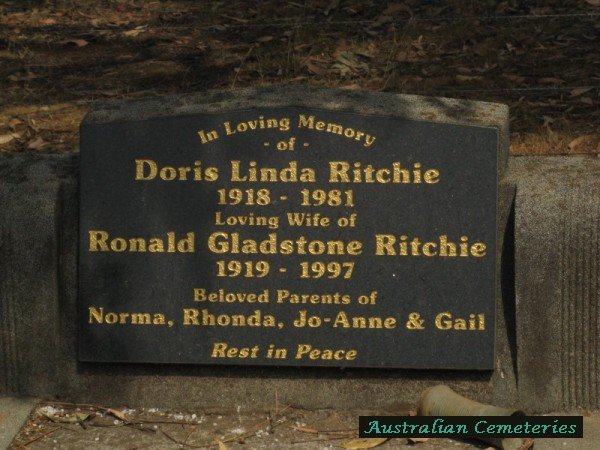 In Loving Memory
- of -
Doris Linda Ritchie
1918 - 1981
Loving Wife of
Ronald Gladstone Ritchie
1919 - 1997
Beloved Parents of
Norma, Rhonda, Jo-Anne & Gail
Rest in Peace
Australian Cemeteries